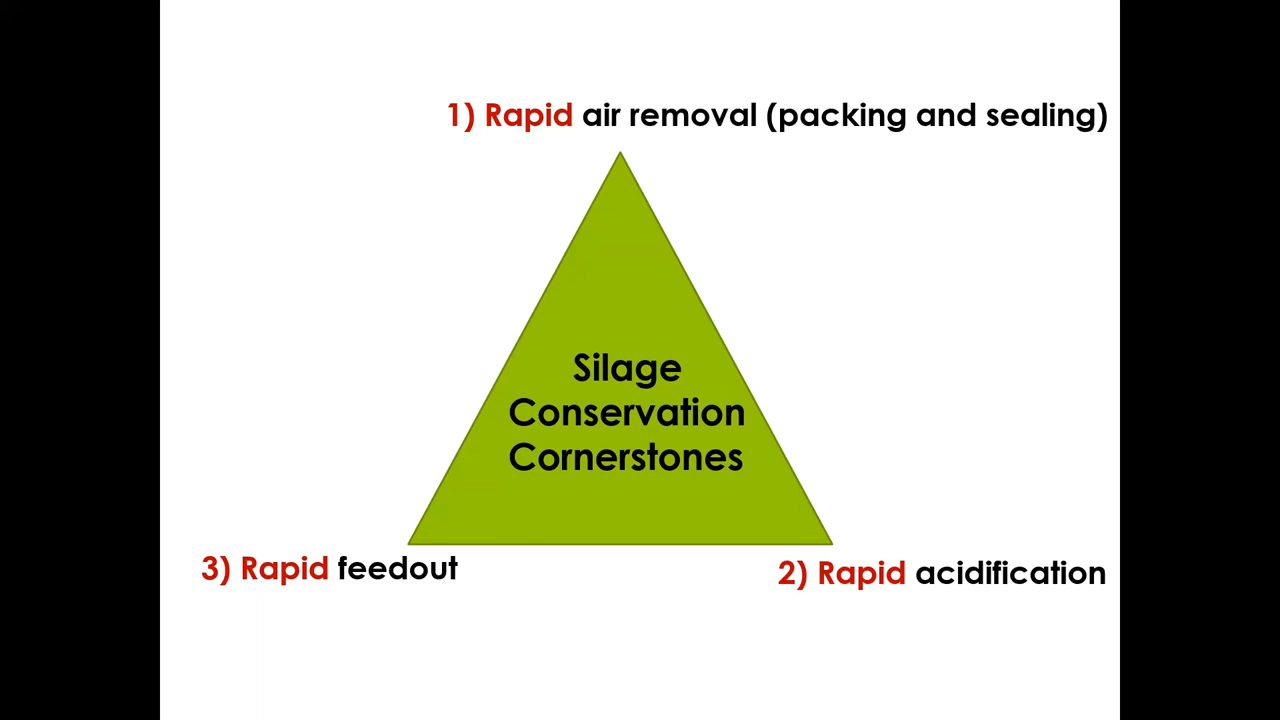 1) Rapid air removal (packing and sealing)
Silage
Conservation
Cornerstones
3) Rapid feedout
2) Rapid acidification